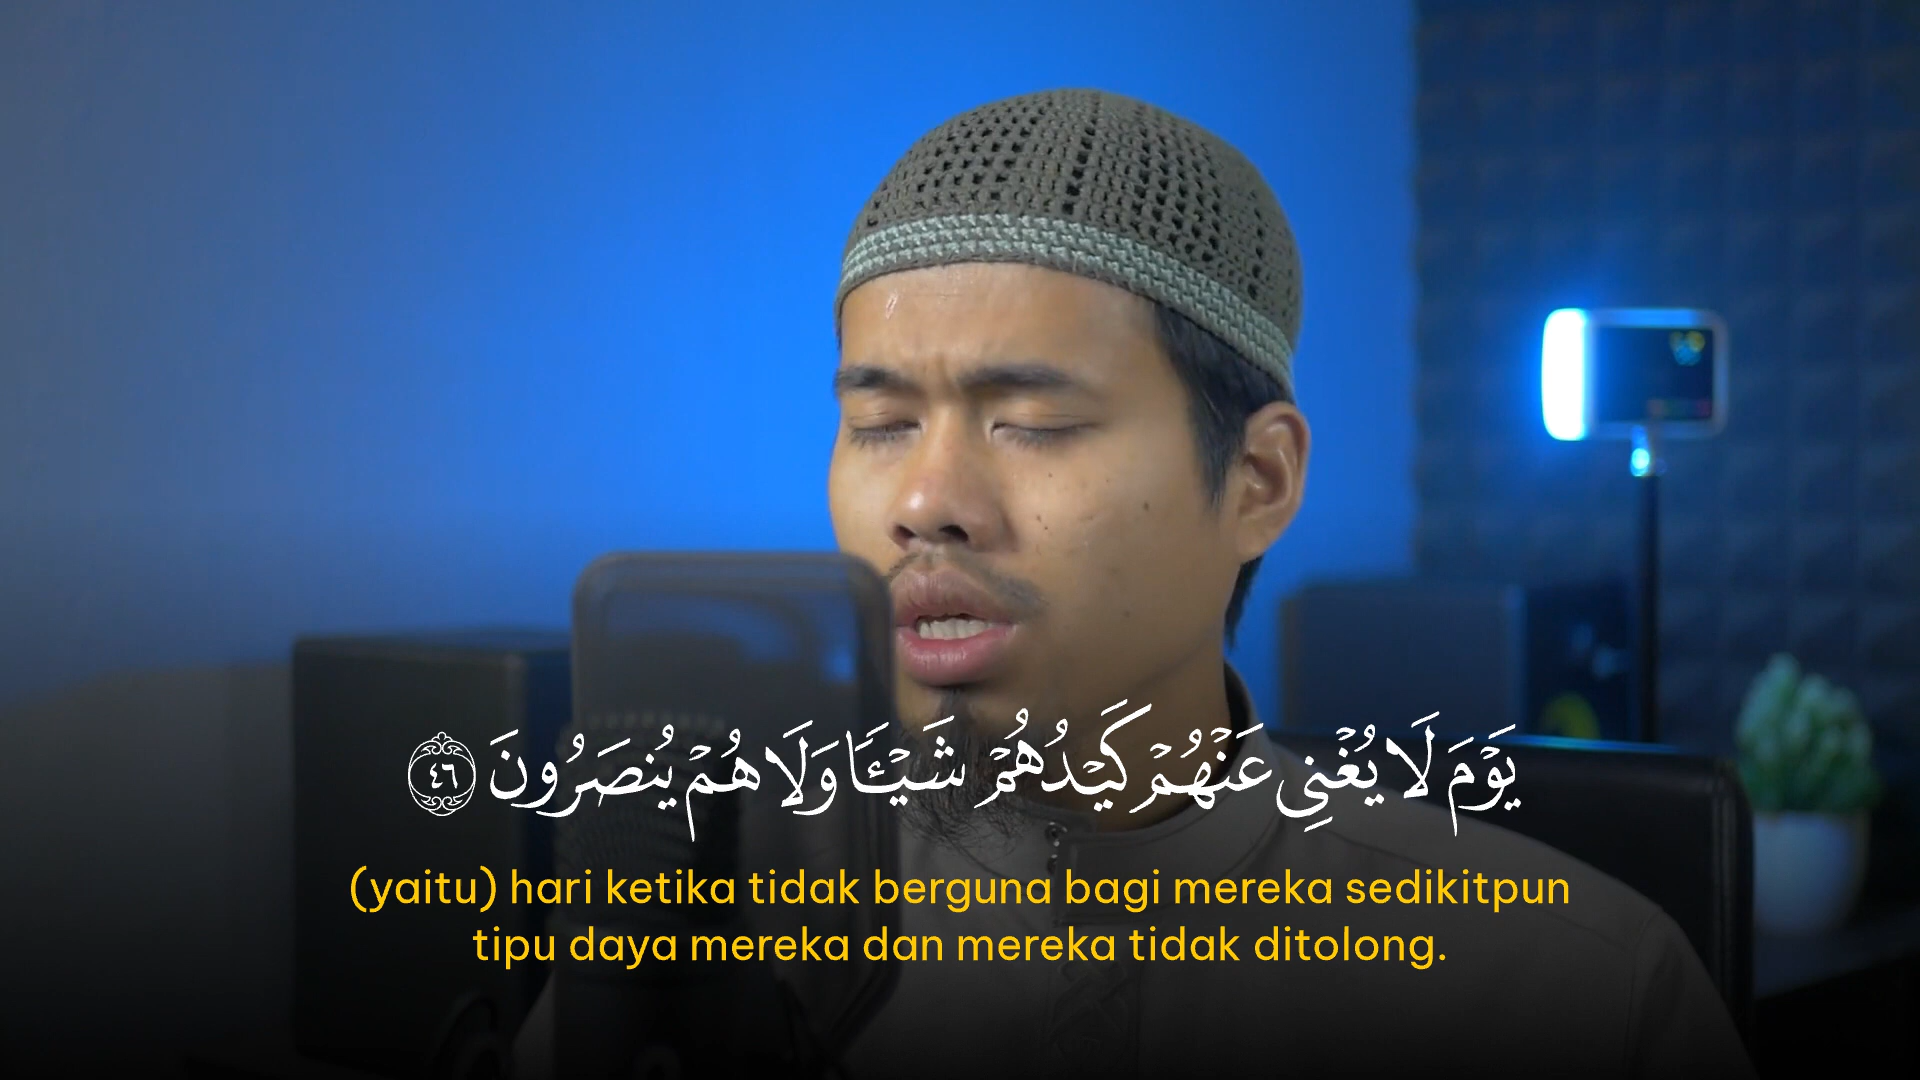 يَوْمَ لَا يُغْنِى عَنْهُمْ كَيْدُهُمْ شَيْـًٔا وَلَا هُمْ يُنصَرُونَ ٤٦
(yaitu) hari ketika tidak berguna bagi mereka sedikitpun
tipu daya mereka dan mereka tidak ditolong.